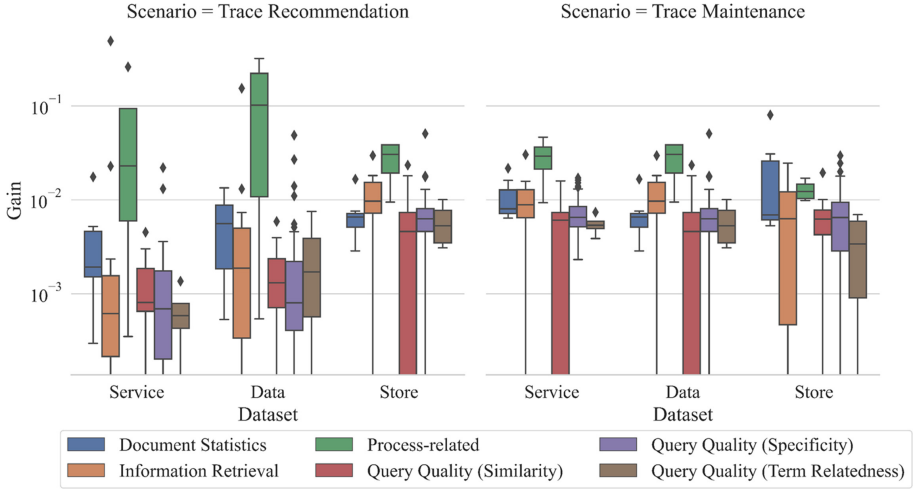 Scenario = Trace Recommendation
Scenario = Trace Maintenance
Gain
10⁻¹
10⁻²
10⁻³
Service
Data
Store
Dataset
Service
Data
Store
Dataset
Document Statistics
Process-related
Query Quality (Specificity)
Information Retrieval
Query Quality (Similarity)
Query Quality (Term Relatedness)